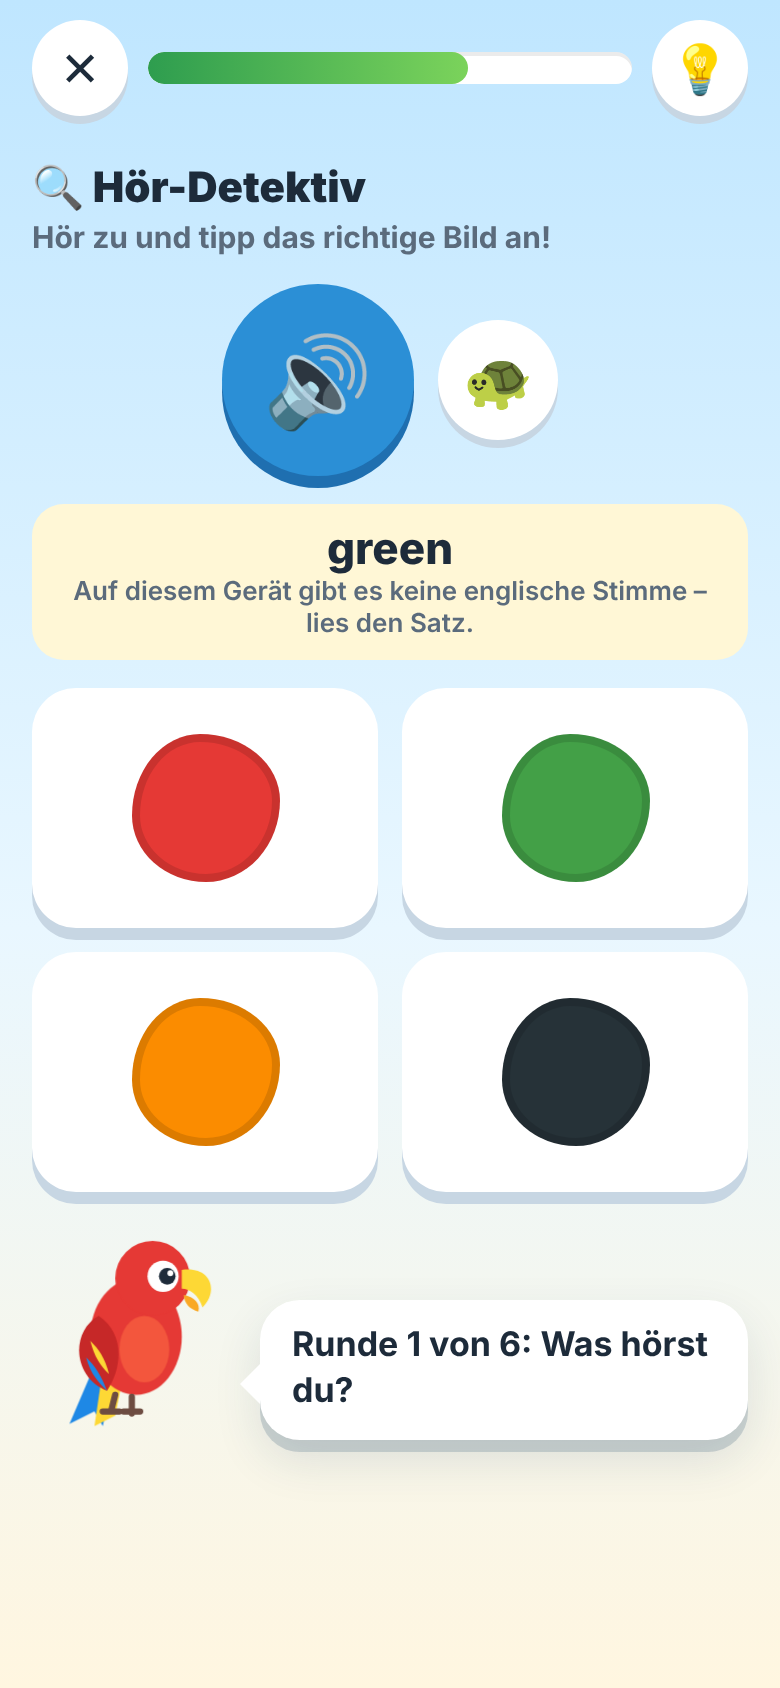 Hör-Detektiv
Hör zu und tipp das richtige Bild an!
green
Auf diesem Gerät gibt es keine englische Stimme –
lies den Satz.
Runde 1 von 6: Was hörst
du?